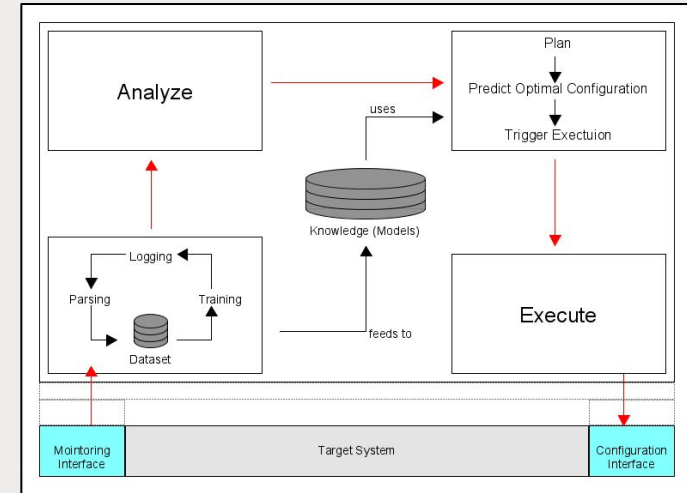 Analyze
Plan
Predict Optimal Configuration
Trigger Exectuion
uses
Knowledge (Models)
Logging
Parsing
Training
Dataset
feeds to
Execute
Mointoring
Interface
Target System
Configuration
Interface